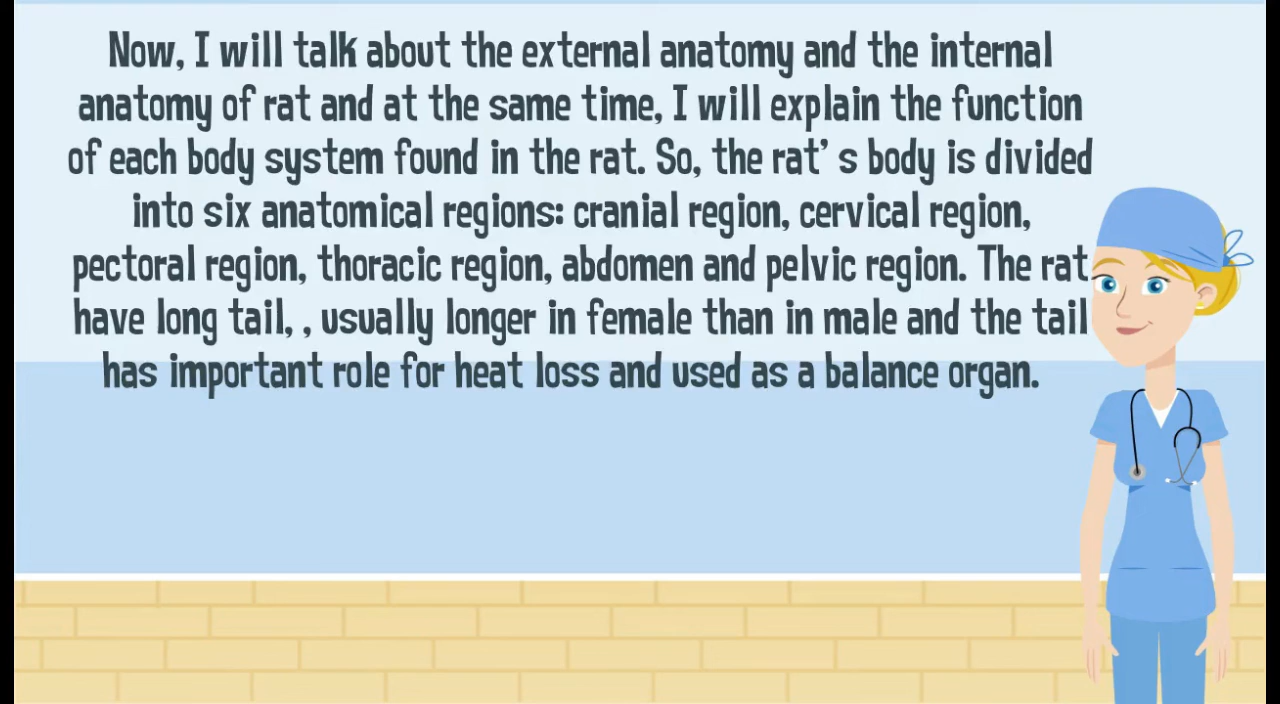 Now, I will talk about the external anatomy and the internal
anatomy of rat and at the same time, I will explain the function
of each body system found in the rat. So, the rat’ s body is divided
into six anatomical regions: cranial region, cervical region,
pectoral region, thoracic region, abdomen and pelvic region. The rat
have long tail, , usually longer in female than in male and the tail
has important role for heat loss and used as a balance organ.